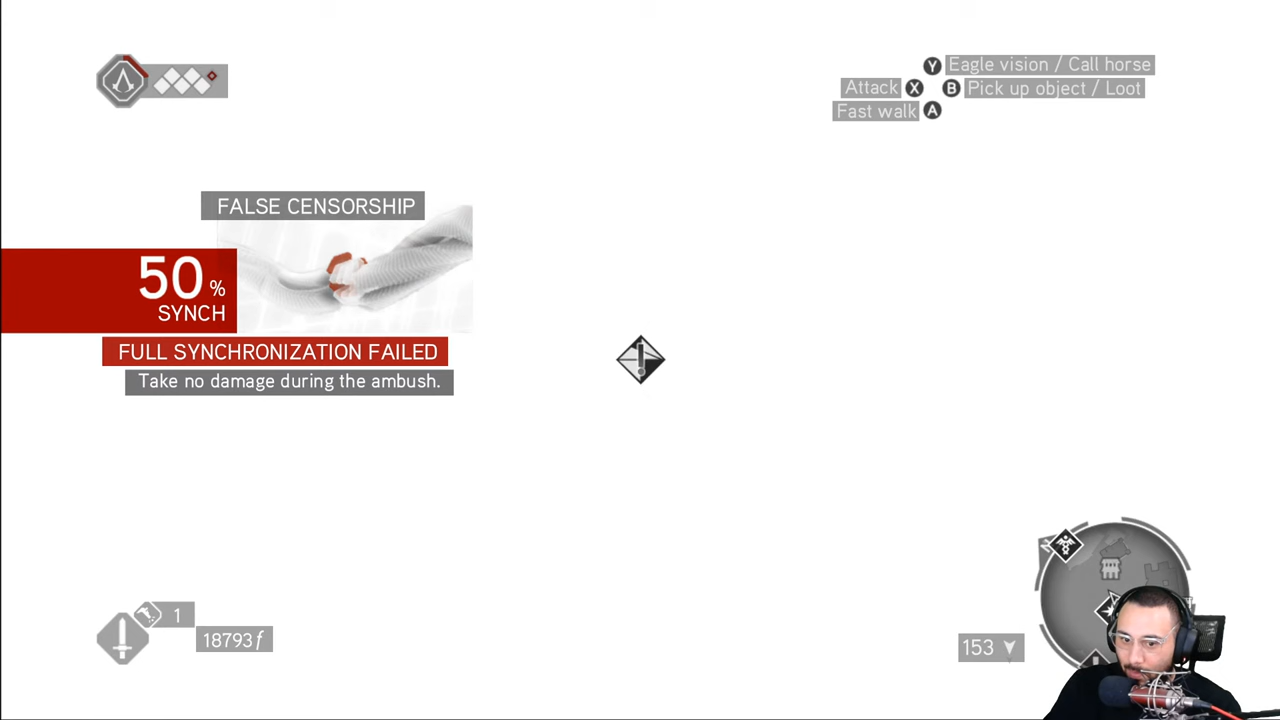 Y Eagle vision / Call horse
Attack X B Pick up object / Loot
Fast walk A
FALSE CENSORSHIP
50 %
SYNCH
FULL SYNCHRONIZATION FAILED
Take no damage during the ambush.
1
18793 ƒ
153